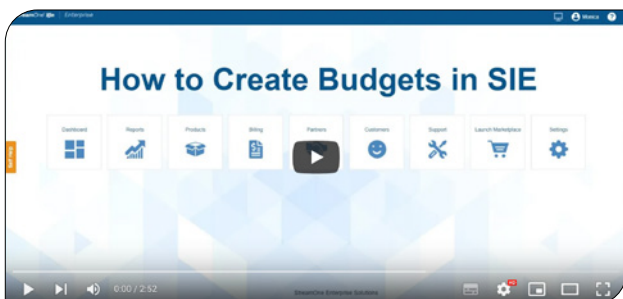 StreamOne Enterprise
Monica
How to Create Budgets in SIE
Dashboard Reports Products Billing Partners Customers Support Launch Marketplace Settings
0:00 / 2:52
StreamOne Enterprise Solutions